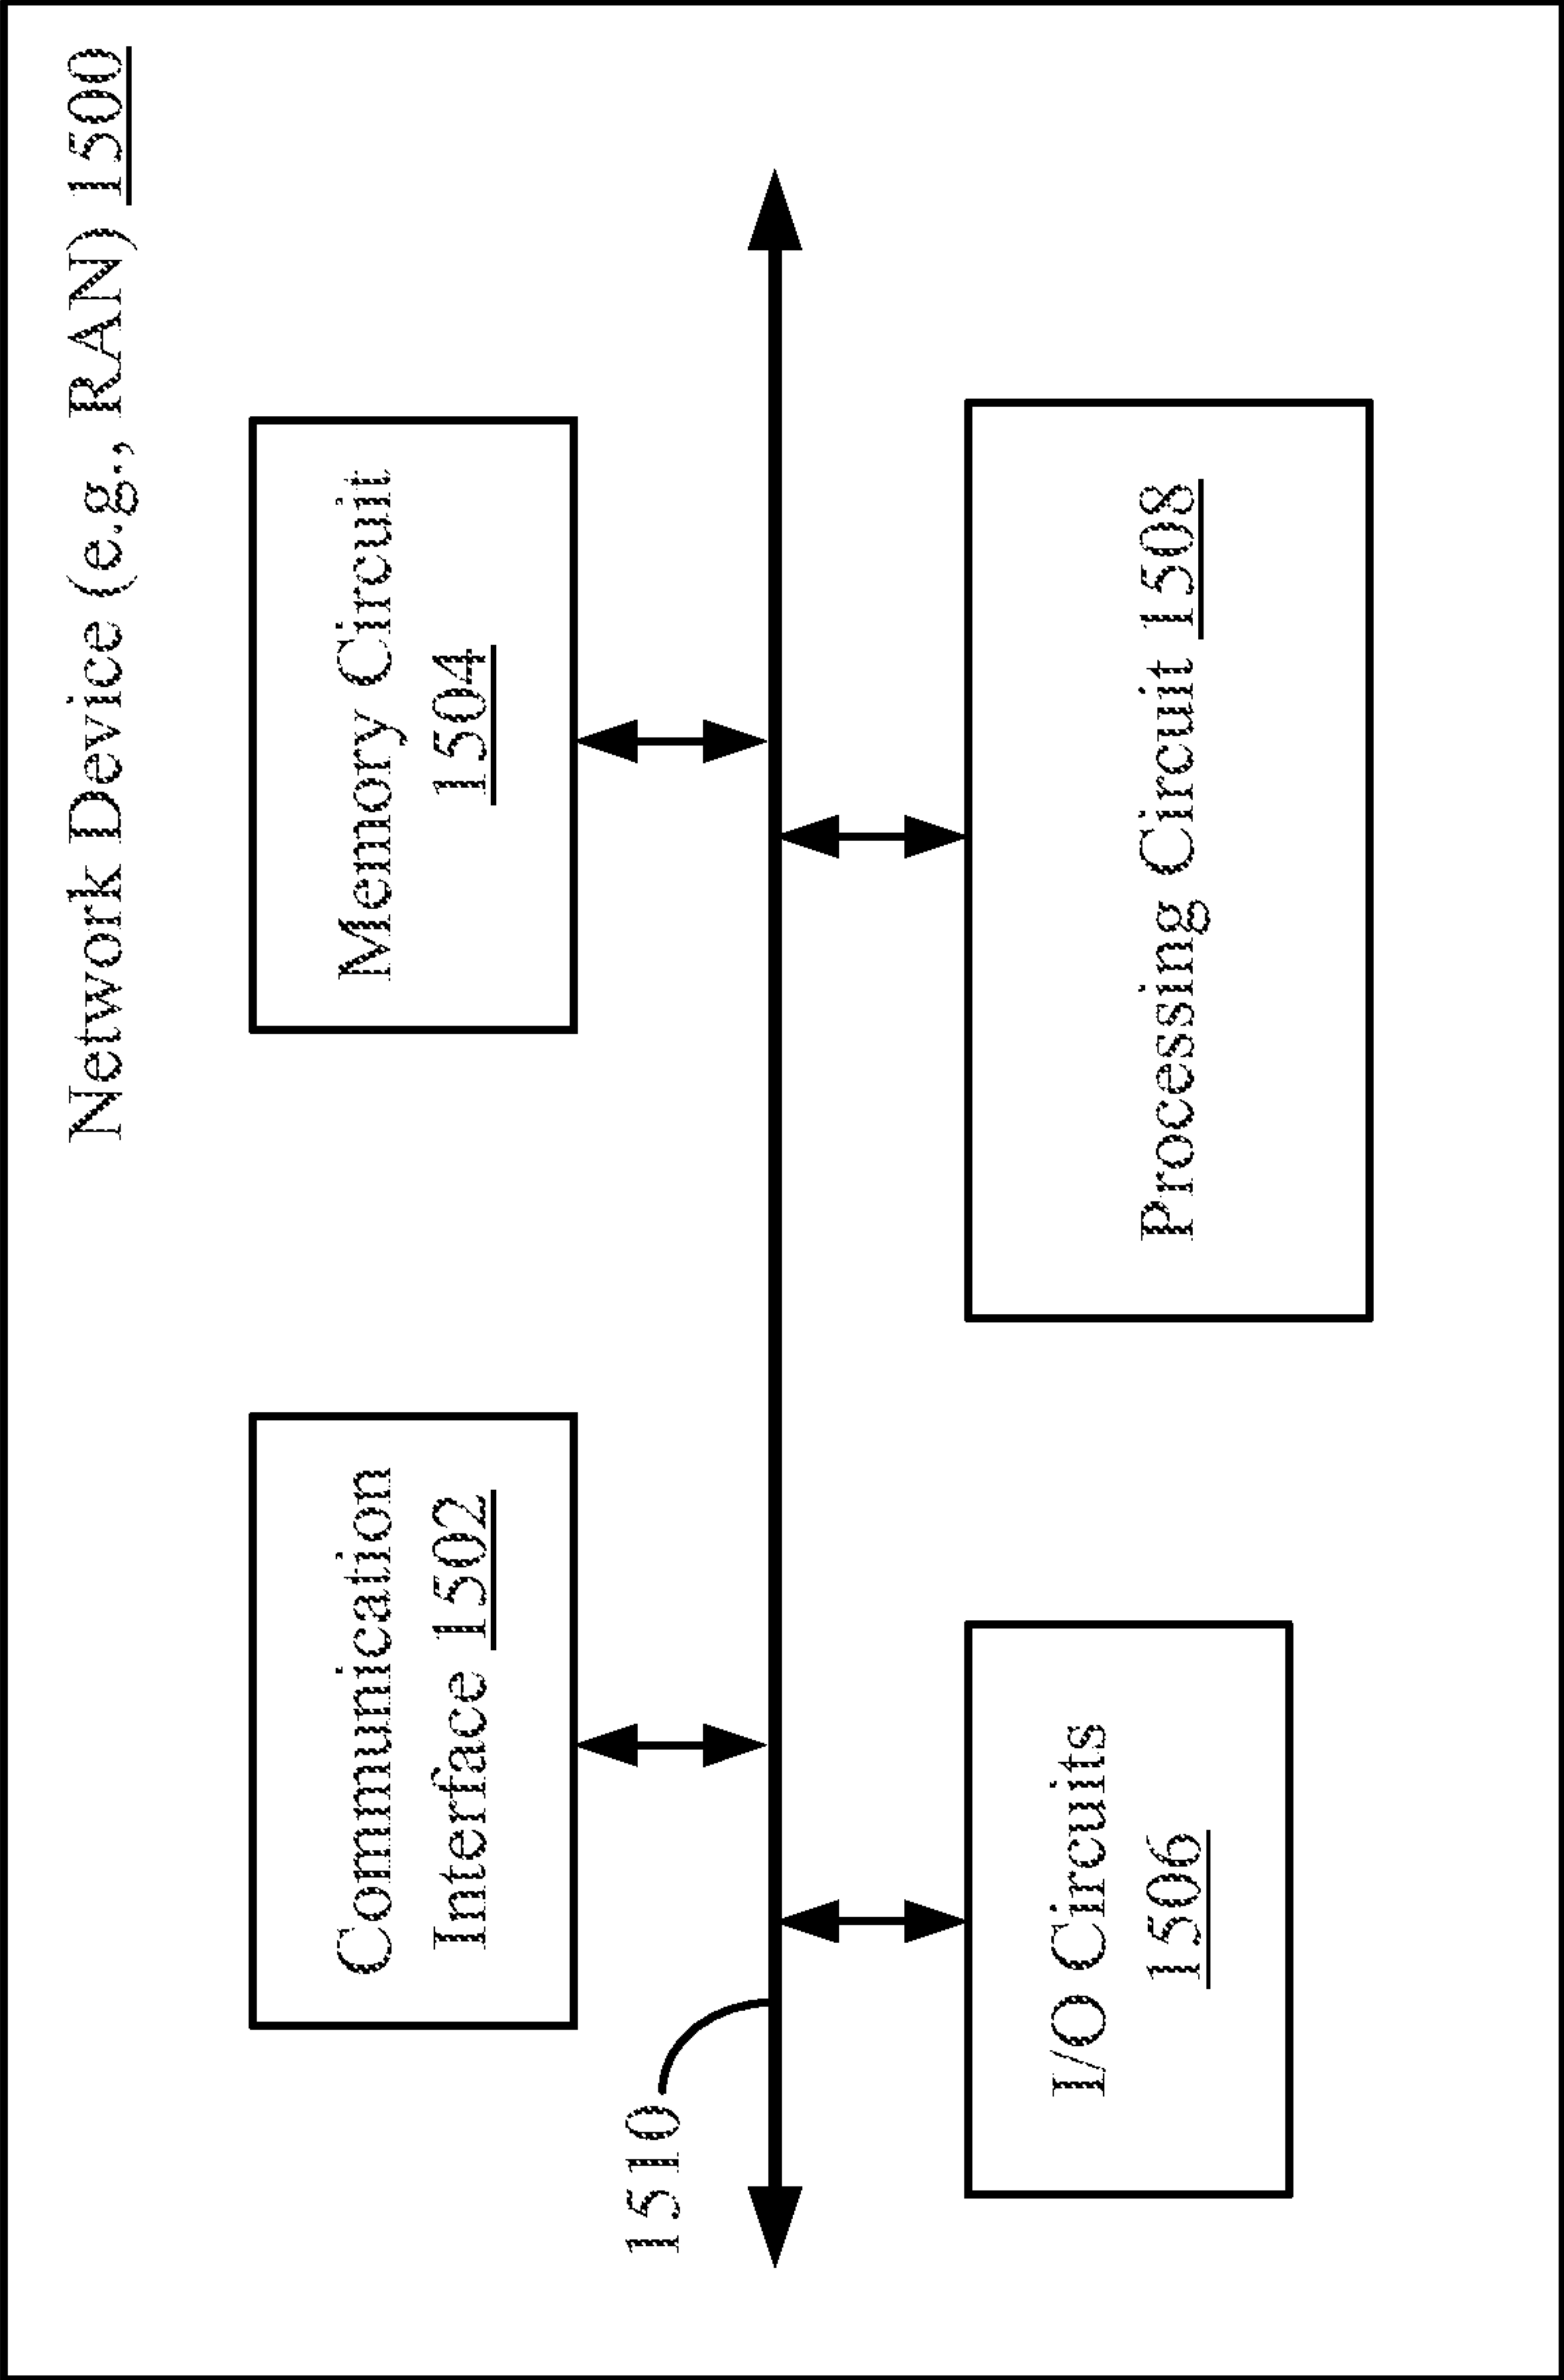 Network Device (e.g., RAN) 1500
Communication
Interface 1502
Memory Circuit
1504
1510
I/O Circuits
1506
Processing Circuit 1508